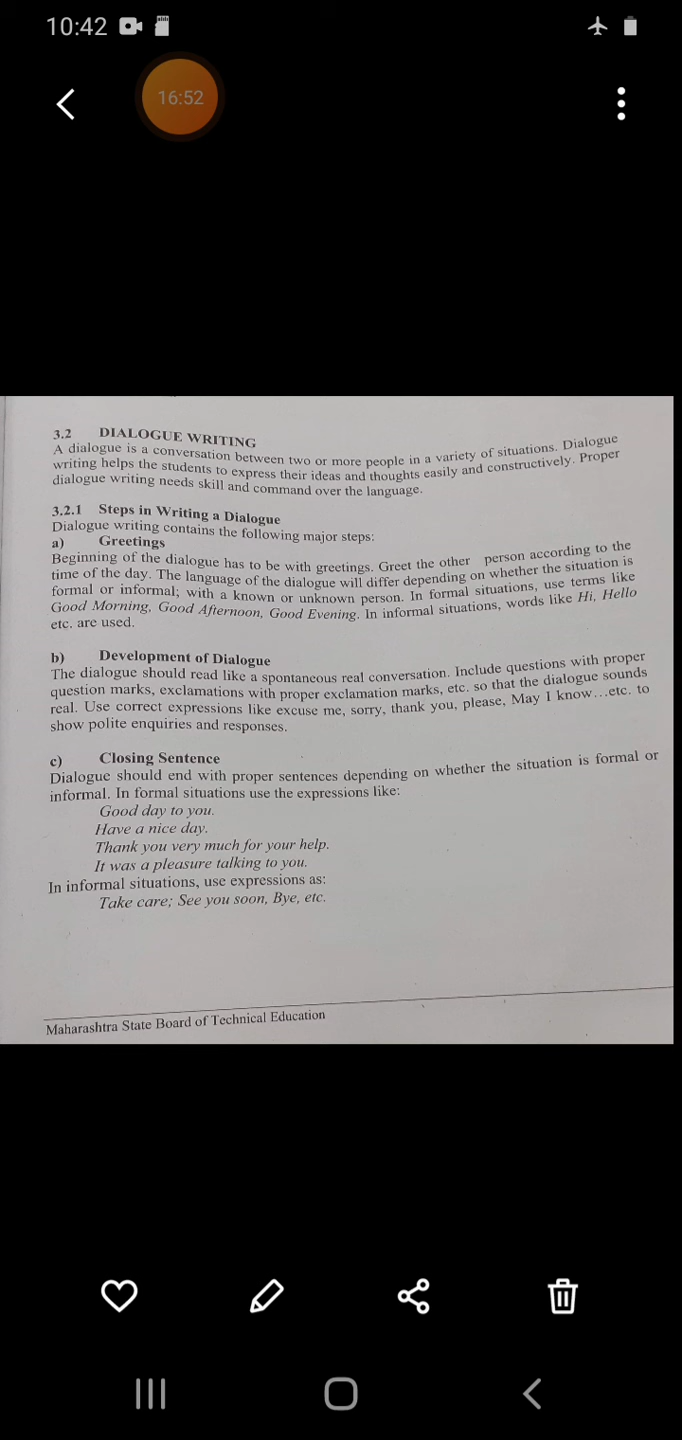 10:42
16:52
3.2 DIALOGUE WRITING
A dialogue is a conversation between two or more people in a variety of situations. Dialogue
writing helps the students to express their ideas and thoughts easily and constructively. Proper
dialogue writing needs skill and command over the language.
3.2.1 Steps in Writing a Dialogue
Dialogue writing contains the following major steps:
a) Greetings
Beginning of the dialogue has to be with greetings. Greet the other person according to the
time of the day. The language of the dialogue will differ depending on whether the situation is
formal or informal; with a known or unknown person. In formal situations, use terms like
Good Morning, Good Afternoon, Good Evening. In informal situations, words like Hi, Hello
etc. are used.
b) Development of Dialogue
The dialogue should read like a spontaneous real conversation. Include questions with proper
question marks, exclamations with proper exclamation marks, etc. so that the dialogue sounds
real. Use correct expressions like excuse me, sorry, thank you, please, May I know…etc. to
show polite enquiries and responses.
c) Closing Sentence
Dialogue should end with proper sentences depending on whether the situation is formal or
informal. In formal situations use the expressions like:
Good day to you.
Have a nice day.
Thank you very much for your help.
It was a pleasure talking to you.
In informal situations, use expressions as:
Take care; See you soon, Bye, etc.
Maharashtra State Board of Technical Education